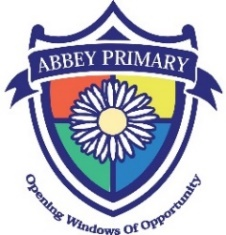 ABBEY PRIMARY
Opening Windows Of Opportunity